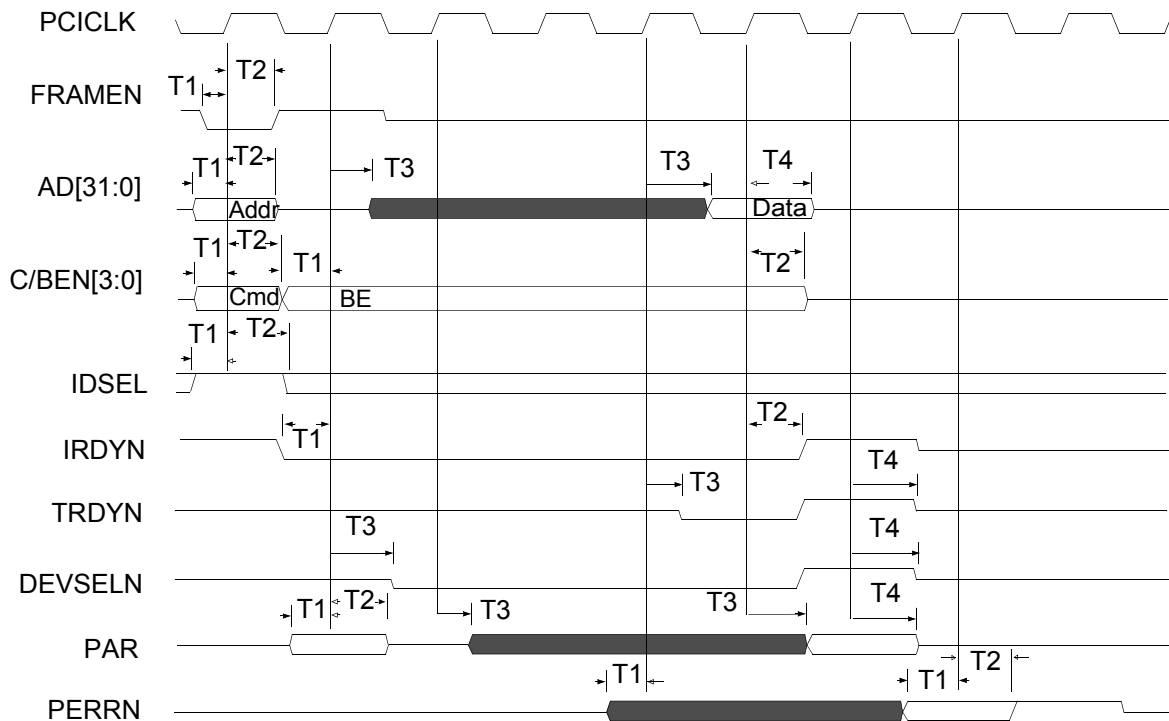 PCICLK
T2
T1
FRAMEN
T1 T2 T3 T3 T4
AD[31:0]
Addr Data
T1 T2 T1 T2
C/BEN[3:0]
Cmd BE
T1 T2
IDSEL
T1 T2
IRDYN
T3 T4
TRDYN
T3 T4
DEVSELN
T1 T2 T3 T3 T4
PAR
T1 T1 T2
PERRN